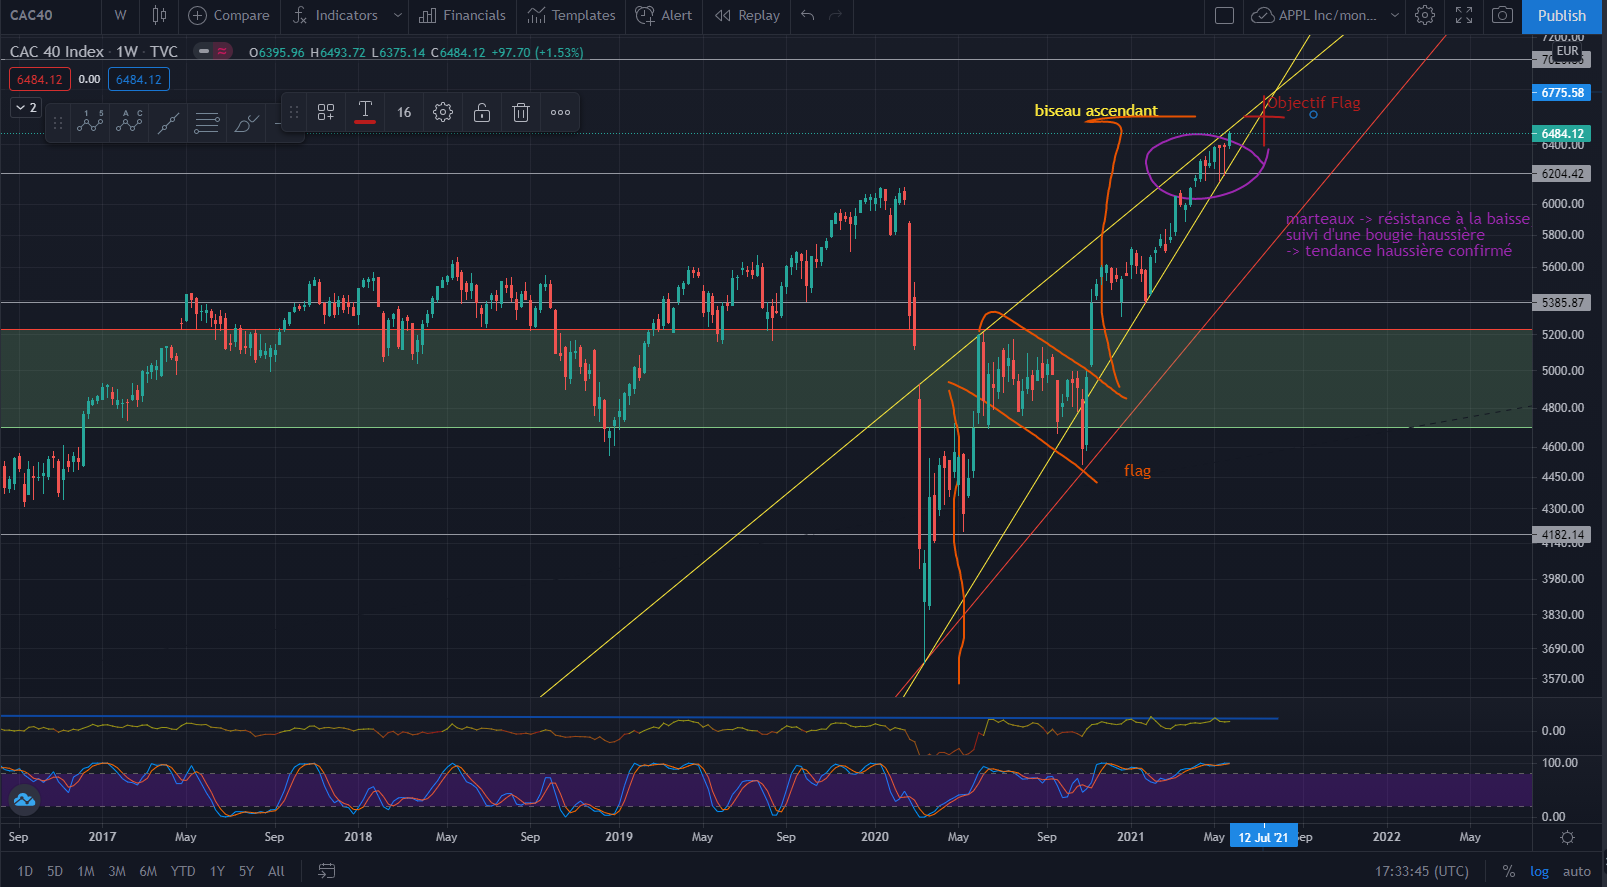 CAC40 W Compare Indicators Financials Templates Alert Replay APPL Inc/mon... Publish
CAC 40 Index · 1W · TVC O6395.96 H6493.72 L6375.14 C6484.12 +97.70 (+1.53%)
6484.12 0.00 6484.12
2
16
biseau ascendant
Objectif Flag
marteaux -> résistance à la baisse
suivi d'une bougie haussière
-> tendance haussière confirmé
flag
7200.00
EUR
6775.58
6484.12
6400.00
6204.42
6000.00
5800.00
5600.00
5385.87
5200.00
5000.00
4800.00
4600.00
4450.00
4300.00
4182.14
4140.00
3980.00
3830.00
3690.00
3570.00
0.00
100.00
0.00
Sep 2017 May Sep 2018 May Sep 2019 May Sep 2020 May Sep 2021 May 12 Jul '21 Sep 2022 May
1D 5D 1M 3M 6M YTD 1Y 5Y All 17:33:45 (UTC) % log auto